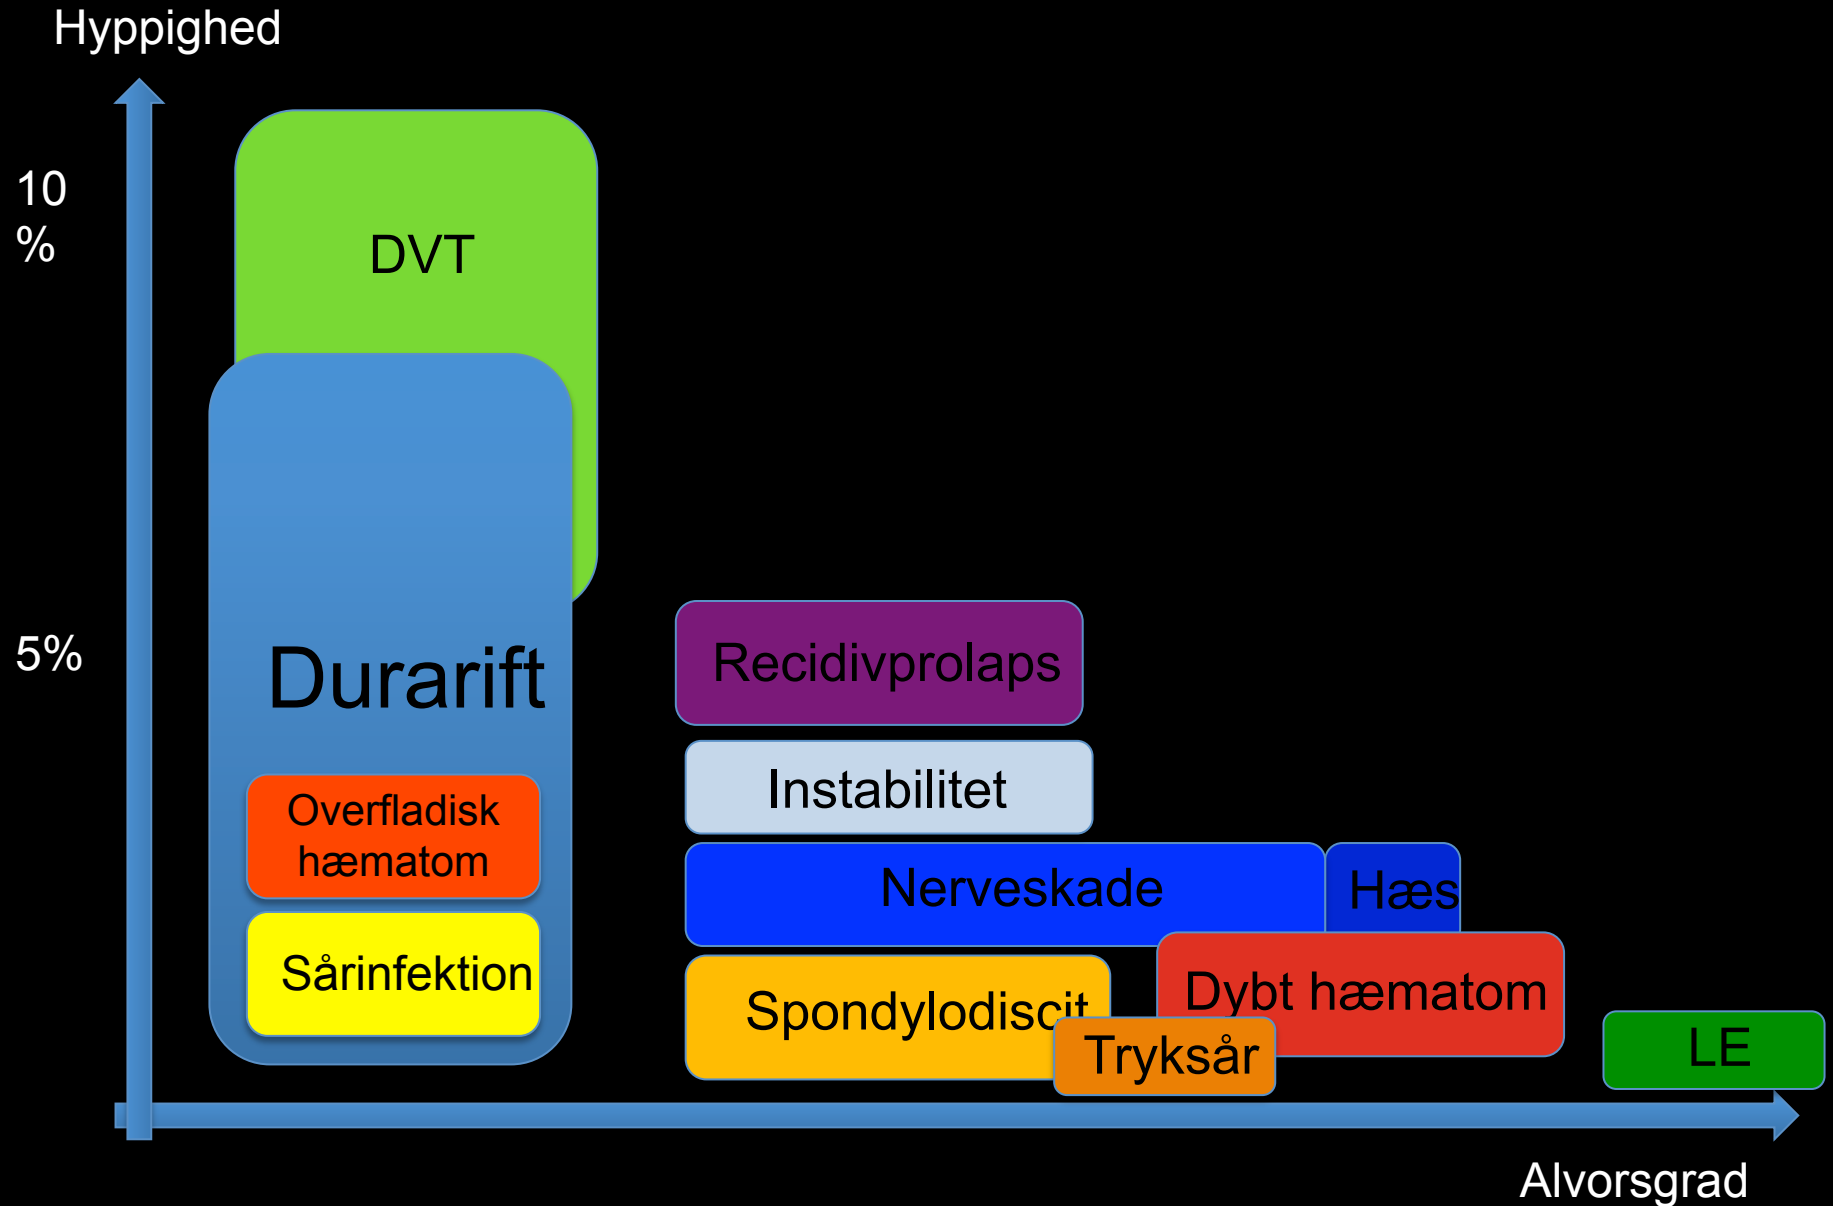 Hyppighed
10
%
DVT
5%
Durarift
Recidivprolaps
Instabilitet
Overfladisk
hæmatom
Nerveskade
Hæs
Sårinfektion
Dybt hæmatom
Spondylodiscit
Tryksår
LE
Alvorsgrad